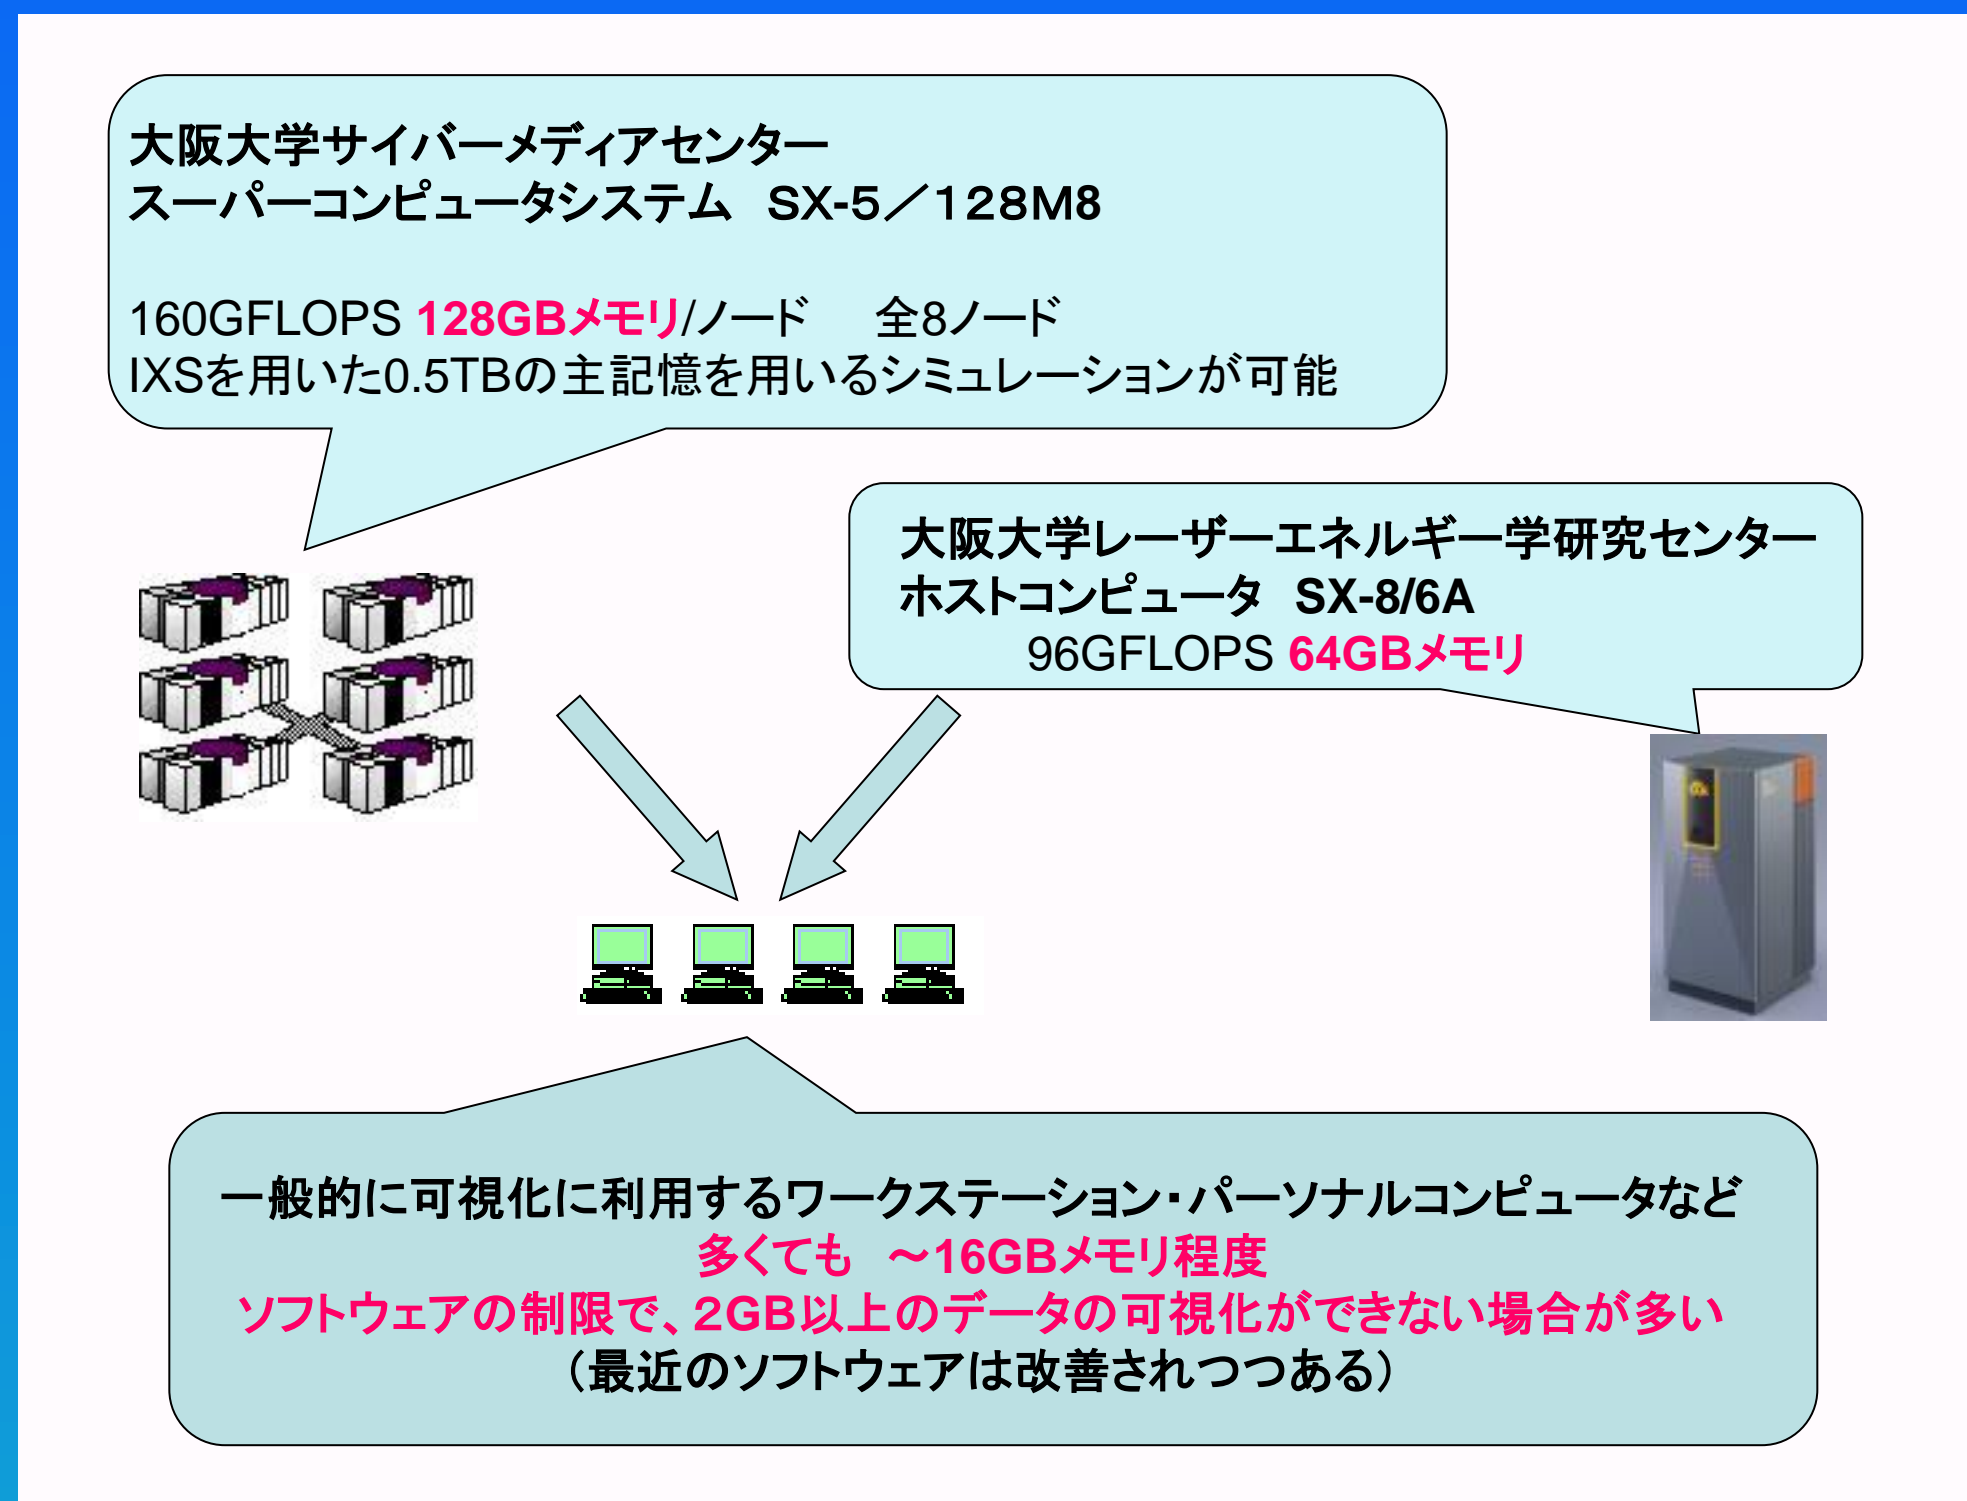 大阪大学サイバーメディアセンター
スーパーコンピュータシステム　SX-5／128M8
160GFLOPS 128GBメモリ/ノード　全8ノード
IXSを用いた0.5TBの主記憶を用いるシミュレーションが可能
大阪大学レーザーエネルギー学研究センター
ホストコンピュータ　SX-8/6A
96GFLOPS 64GBメモリ
一般的に可視化に利用するワークステーション・パーソナルコンピュータなど
多くても　～16GBメモリ程度
ソフトウェアの制限で、2GB以上のデータの可視化ができない場合が多い
（最近のソフトウェアは改善されつつある）